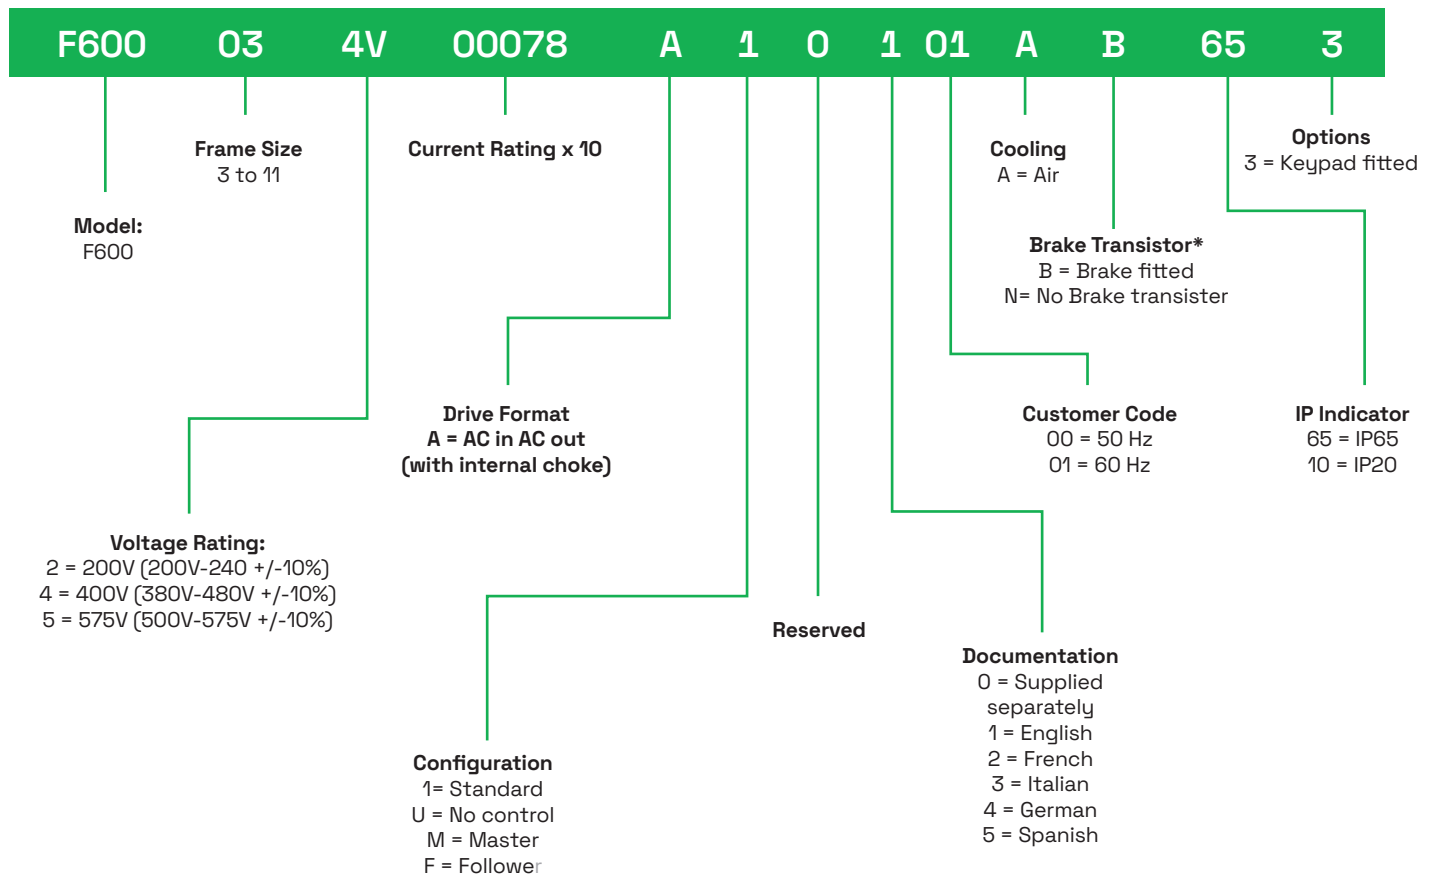 F600 03 4V 00078 A 1 0 1 01 A B 65 3
Model:
F600
Frame Size
3 to 11
Current Rating x 10
Cooling
A = Air
Options
3 = Keypad fitted
Brake Transistor*
B = Brake fitted
N= No Brake transister
Drive Format
A = AC in AC out
(with internal choke)
Customer Code
00 = 50 Hz
01 = 60 Hz
IP Indicator
65 = IP65
10 = IP20
Voltage Rating:
2 = 200V (200V-240 +/-10%)
4 = 400V (380V-480V +/-10%)
5 = 575V (500V-575V +/-10%)
Reserved
Documentation
0 = Supplied
separately
1 = English
2 = French
3 = Italian
4 = German
5 = Spanish
Configuration
1= Standard
U = No control
M = Master
F = Follower